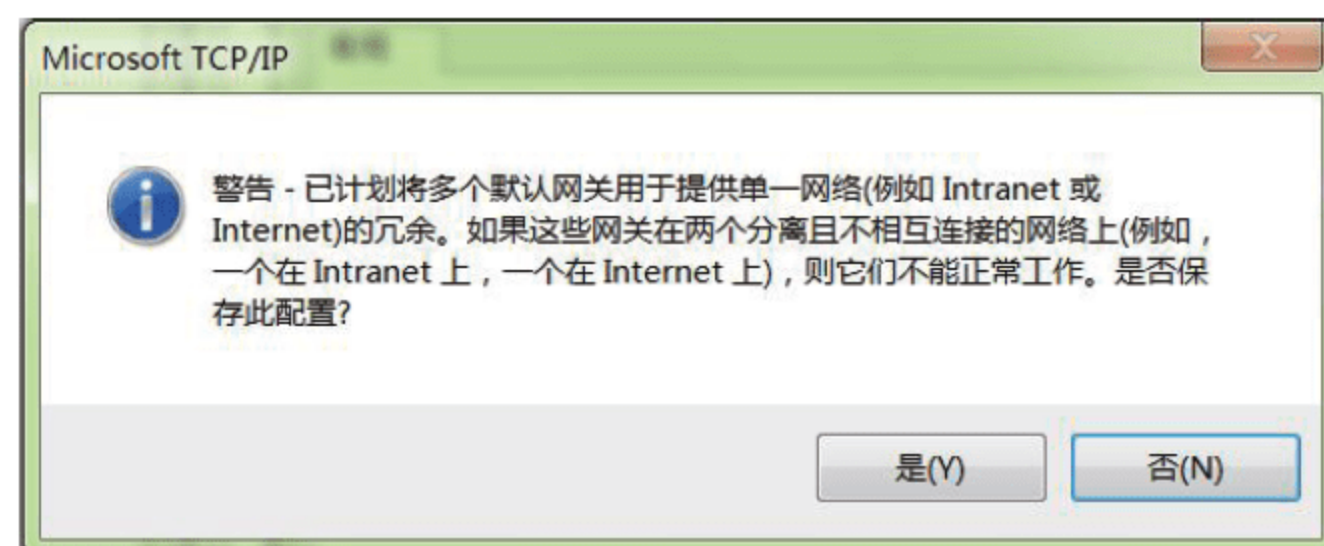 Microsoft TCP/IP
警告 - 已计划将多个默认网关用于提供单一网络(例如 Intranet 或
Internet)的冗余。如果这些网关在两个分离且不相互连接的网络上(例如，
一个在 Intranet 上，一个在 Internet 上)，则它们不能正常工作。是否保
存此配置?
是(Y)
否(N)